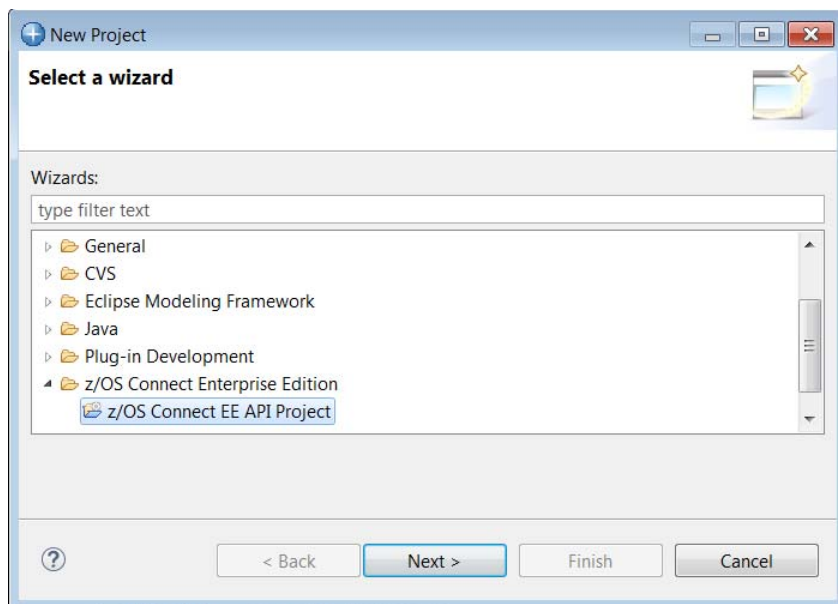 New Project
Select a wizard
Wizards:
type filter text
General
CVS
Eclipse Modeling Framework
Java
Plug-in Development
z/OS Connect Enterprise Edition
z/OS Connect EE API Project
? < Back Next > Finish Cancel